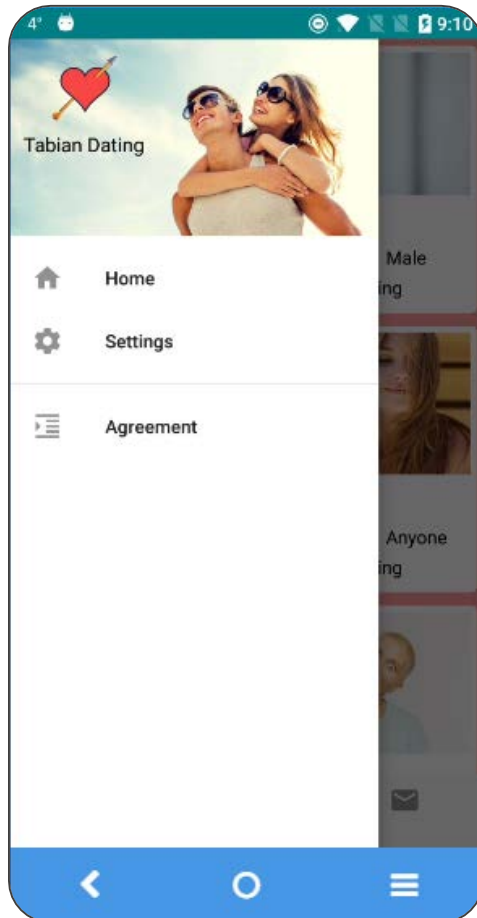 4° 9:10
Tabian Dating
Home
Settings
Agreement
Male
ing
Anyone
ing